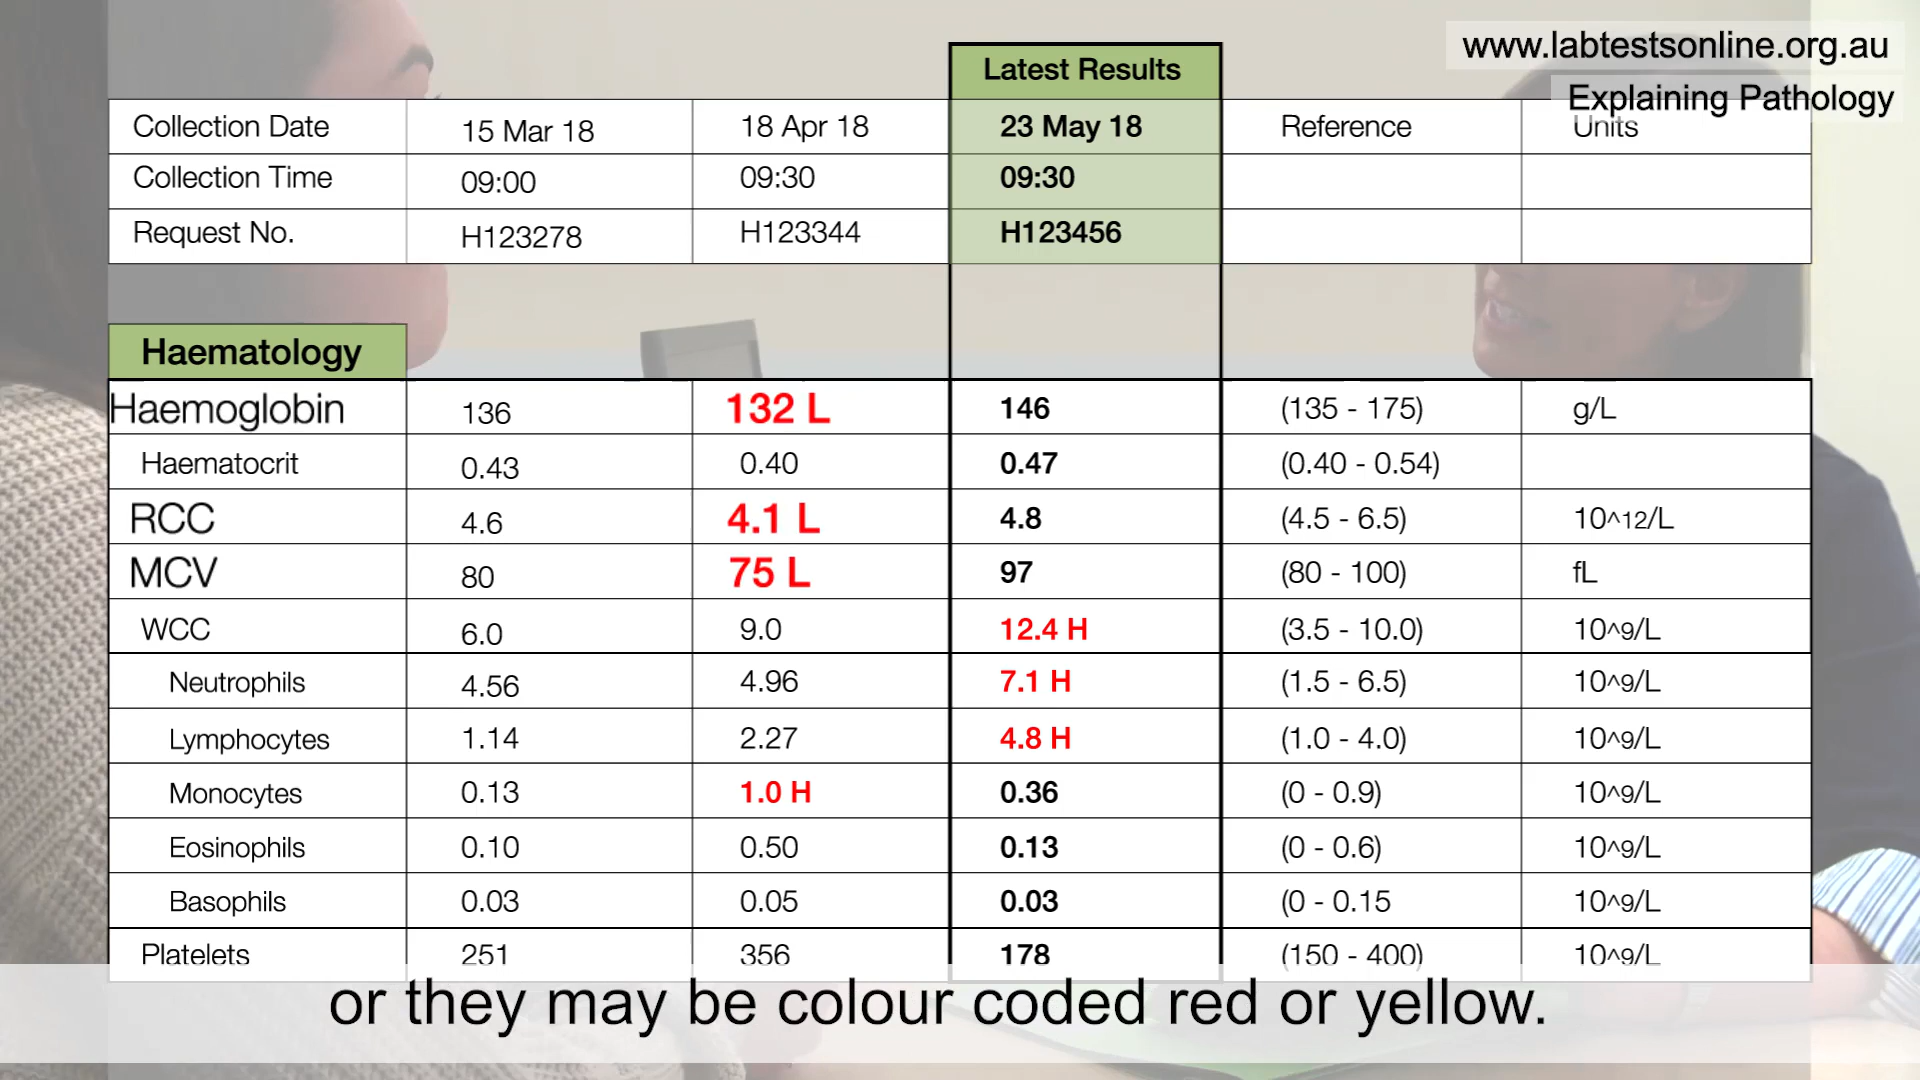 www.labtestsonline.org.au
Explaining Pathology
Latest Results
Collection Date 15 Mar 18 18 Apr 18 23 May 18 Reference Units
Collection Time 09:00 09:30 09:30
Request No. H123278 H123344 H123456
Haematology
Haemoglobin 136 132 L 146 (135 - 175) g/L
Haematocrit 0.43 0.40 0.47 (0.40 - 0.54)
RCC 4.6 4.1 L 4.8 (4.5 - 6.5) 10^12/L
MCV 80 75 L 97 (80 - 100) fL
WCC 6.0 9.0 12.4 H (3.5 - 10.0) 10^9/L
Neutrophils 4.56 4.96 7.1 H (1.5 - 6.5) 10^9/L
Lymphocytes 1.14 2.27 4.8 H (1.0 - 4.0) 10^9/L
Monocytes 0.13 1.0 H 0.36 (0 - 0.9) 10^9/L
Eosinophils 0.10 0.50 0.13 (0 - 0.6) 10^9/L
Basophils 0.03 0.05 0.03 (0 - 0.15 10^9/L
Platelets 251 356 178 (150 - 400) 10^9/L
or they may be colour coded red or yellow.